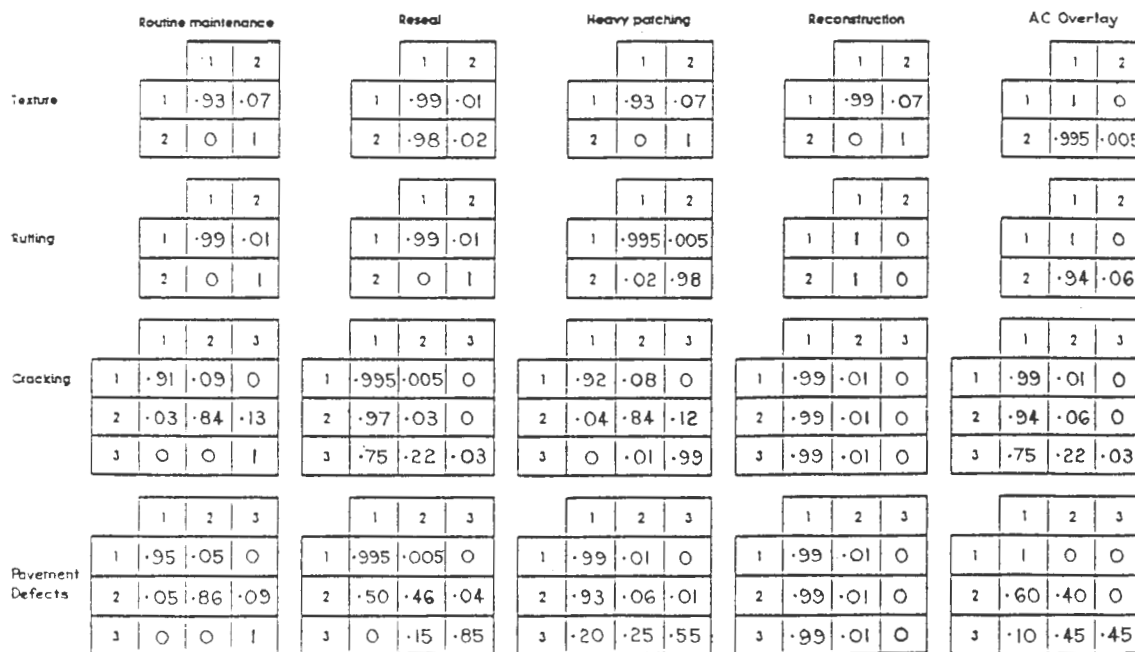 Routine maintenance Reseal Heavy patching Reconstruction AC Overlay
1 2 1 2 1 2 1 2 1 2
Texture 1 .93 .07 1 .99 .01 1 .93 .07 1 .99 .07 1 1 0
2 0 1 2 .98 .02 2 0 1 2 0 1 2 .995 .005
1 2 1 2 1 2 1 2 1 2
Rutting 1 .99 .01 1 .99 .01 1 .995 .005 1 1 0 1 1 0
2 0 1 2 0 1 2 .02 .98 2 1 0 2 .94 .06
1 2 3 1 2 3 1 2 3 1 2 3 1 2 3
Cracking 1 .91 .09 0 1 .995 .005 0 1 .92 .08 0 1 .99 .01 0 1 .99 .01 0
2 .03 .84 .13 2 .97 .03 0 2 .04 .84 .12 2 .99 .01 0 2 .94 .06 0
3 0 0 1 3 .75 .22 .03 3 0 .01 .99 3 .99 .01 0 3 .75 .22 .03
1 2 3 1 2 3 1 2 3 1 2 3 1 2 3
1 .95 .05 0 1 .995 .005 0 1 .99 .01 0 1 .99 .01 0 1 1 0 0
Pavement
Defects 2 .05 .86 .09 2 .50 .46 .04 2 .93 .06 .01 2 .99 .01 0 2 .60 .40 0
3 0 0 1 3 0 .15 .85 3 .20 .25 .55 3 .99 .01 0 3 .10 .45 .45